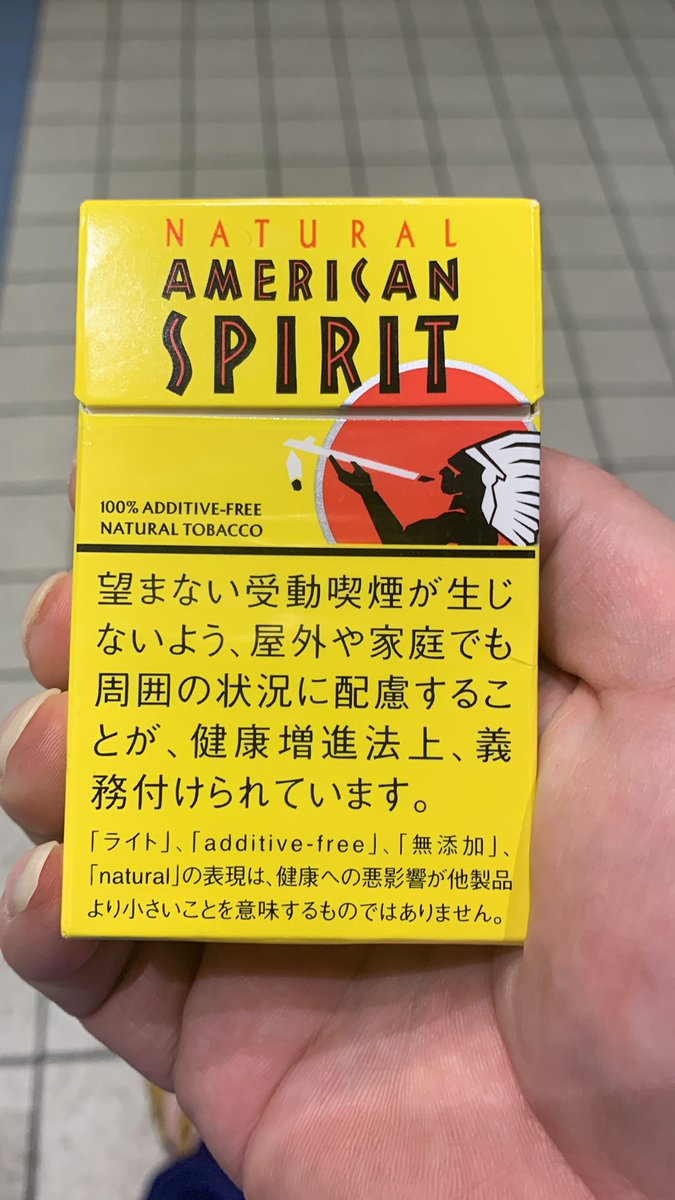 NATURAL
AMERICAN
SPIRIT
100% ADDITIVE-FREE
NATURAL TOBACCO
望まない受動喫煙が生じ
ないよう、屋外や家庭でも
周囲の状況に配慮するこ
とが、健康増進法上、義
務付けられています。
「ライト」、「additive-free」、「無添加」、
「natural」の表現は、健康への悪影響が他製品
より小さいことを意味するものではありません。